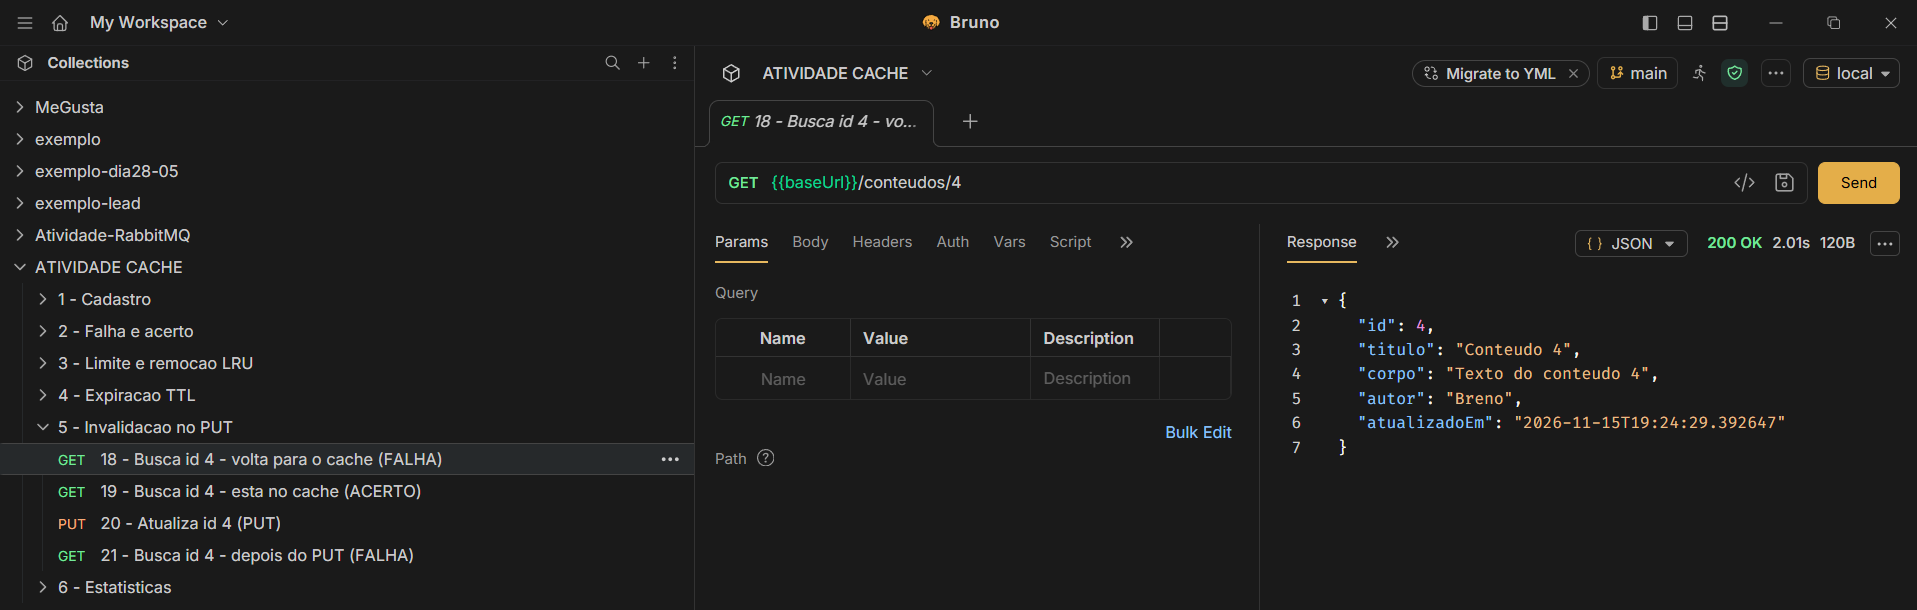 My Workspace
Bruno
Collections
MeGusta
exemplo
exemplo-dia28-05
exemplo-lead
Atividade-RabbitMQ
ATIVIDADE CACHE
1 - Cadastro
2 - Falha e acerto
3 - Limite e remocao LRU
4 - Expiracao TTL
5 - Invalidacao no PUT
GET 18 - Busca id 4 - volta para o cache (FALHA)
GET 19 - Busca id 4 - esta no cache (ACERTO)
PUT 20 - Atualiza id 4 (PUT)
GET 21 - Busca id 4 - depois do PUT (FALHA)
6 - Estatisticas
ATIVIDADE CACHE
Migrate to YML
main
local
GET 18 - Busca id 4 - vo...
GET {{baseUrl}}/conteudos/4
Send
Params Body Headers Auth Vars Script
Query
Name Value Description
Name Value Description
Bulk Edit
Path
Response
{ } JSON 200 OK 2.01s 120B
1 {
2 "id": 4,
3 "titulo": "Conteudo 4",
4 "corpo": "Texto do conteudo 4",
5 "autor": "Breno",
6 "atualizadoEm": "2026-11-15T19:24:29.392647"
7 }